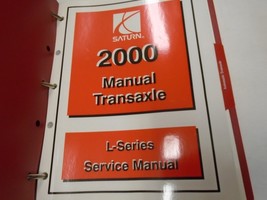 SATURN.
2000
Manual
Transaxle
L-Series
Service Manual